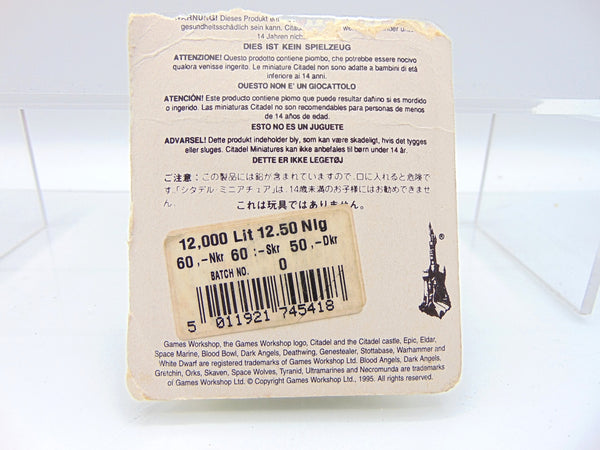 WARNUNG! Dieses Produkt
gesundheitsschädlich sein kann.
14 Jahren
DIES IST KEIN SPIELZEUG
ATTENZIONE! Questo prodotto contiene piombo, che potrebbe essere nocivo
qualora venisse ingerito. Le miniature Citadel non sono adatte a bambini di età
inferiore ai 14 anni.
QUESTO NON E' UN GIOCATTOLO
ATENCIÓN! Este producto contiene plomo que puede resultar dañino si es mordido
o ingerido. Las miniaturas Citadel no son recomendables para personas de menos
de 14 años de edad.
ESTO NO ES UN JUGUETE
ADVARSEL! Dette produkt indeholder bly, som kan være skadeligt, hvis det tygges
eller sluges. Citadel Miniatures kan ikke anbefales til børn under 14 år.
DETTE ER IKKE LEGETØJ
ご注意：この製品には鉛が含まれていますので、口に入れると危険で
す。「シタデル・ミニアチュア」は、14歳未満のお子様にはお勧めできませ
ん。
これは玩具ではありません。
12,000 Lit 12.50 Nlg
60,-Nkr 60:-Skr 50,-Dkr
BATCH NO. 0
5 011921 745418
®
Games Workshop, the Games Workshop logo, Citadel and the Citadel castle, Epic, Eldar,
Space Marine, Blood Bowl, Dark Angels, Deathwing, Genestealer, Slottabase, Warhammer and
White Dwarf are registered trademarks of Games Workshop Ltd. Blood Angels, Dark Angels,
Gretchin, Orks, Skaven, Space Wolves, Tyranid, Ultramarines and Necromunda are trademarks
of Games Workshop Ltd. © Copyright Games Workshop Ltd., 1995. All rights reserved.